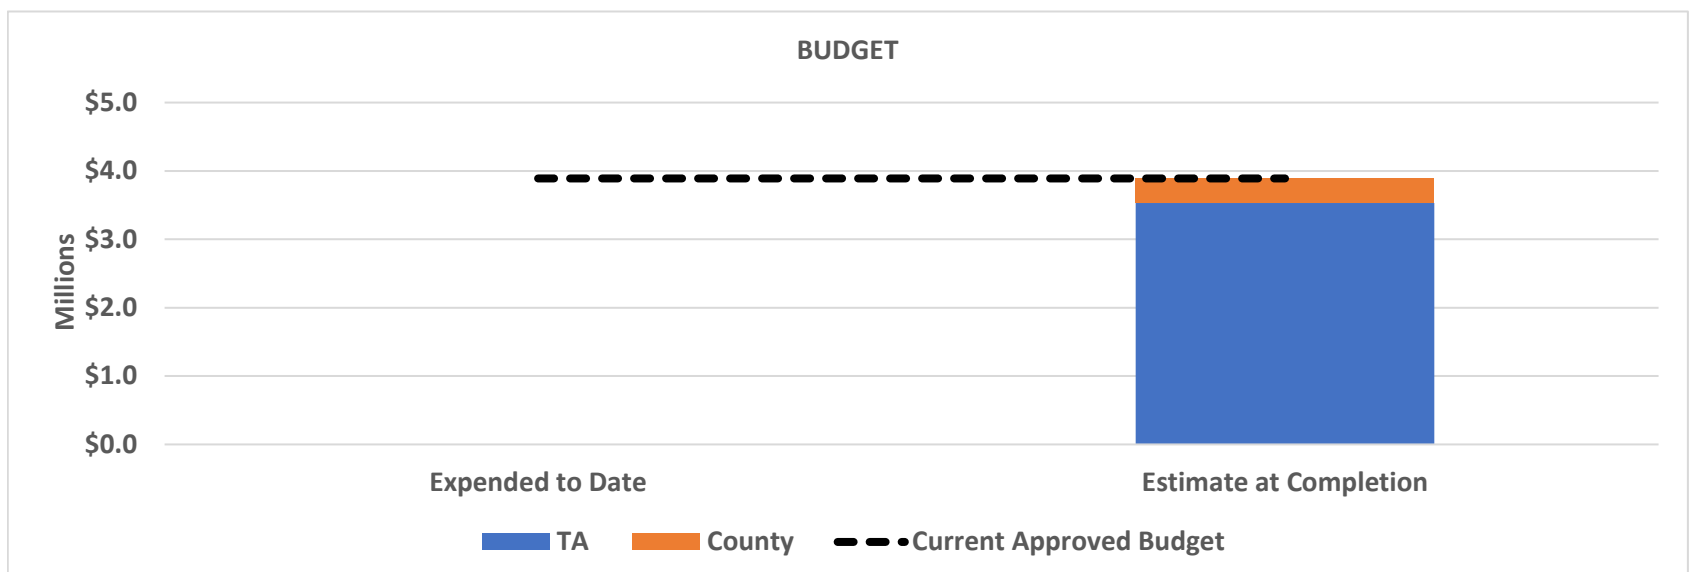 BUDGET
$5.0
$4.0
$3.0
$2.0
$1.0
$0.0
Millions
Expended to Date
Estimate at Completion
TA
County
Current Approved Budget